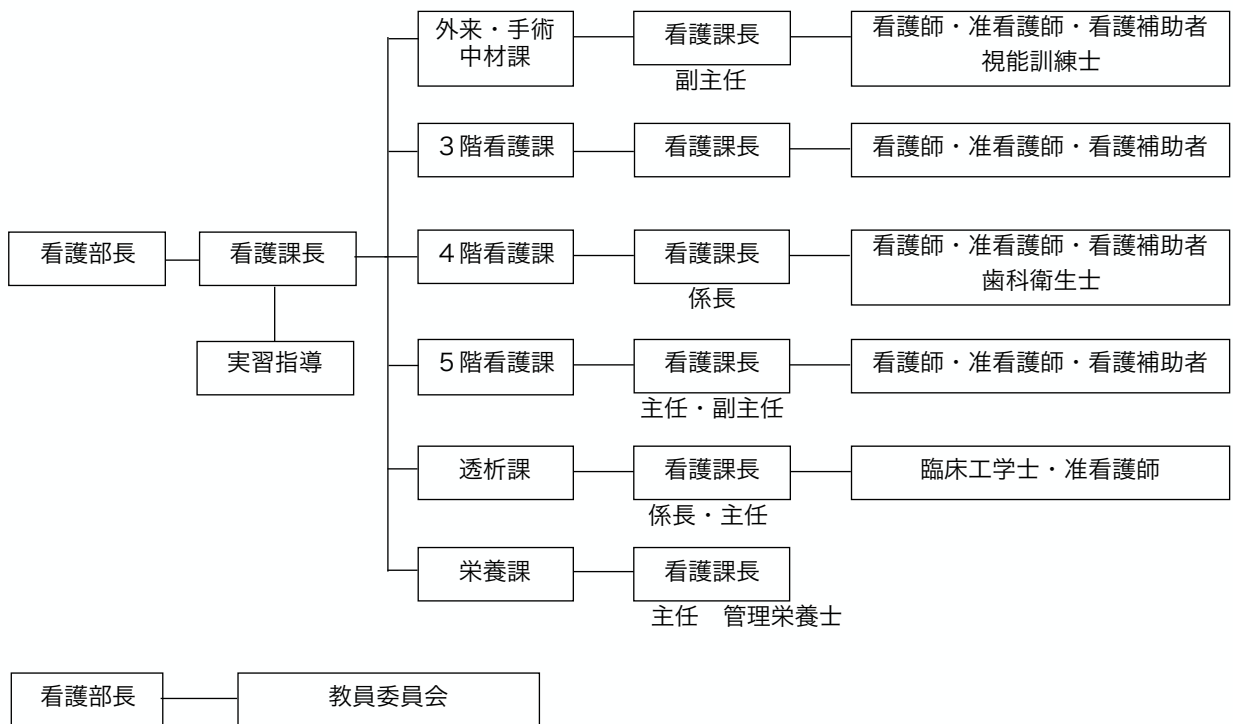 外来・手術
中材課
看護課長
副主任
看護師・准看護師・看護補助者
視能訓練士
3階看護課
看護課長
看護師・准看護師・看護補助者
看護部長
看護課長
実習指導
4階看護課
看護課長
係長
看護師・准看護師・看護補助者
歯科衛生士
5階看護課
看護課長
主任・副主任
看護師・准看護師・看護補助者
透析課
看護課長
係長・主任
臨床工学士・准看護師
栄養課
看護課長
主任　管理栄養士
看護部長
教員委員会